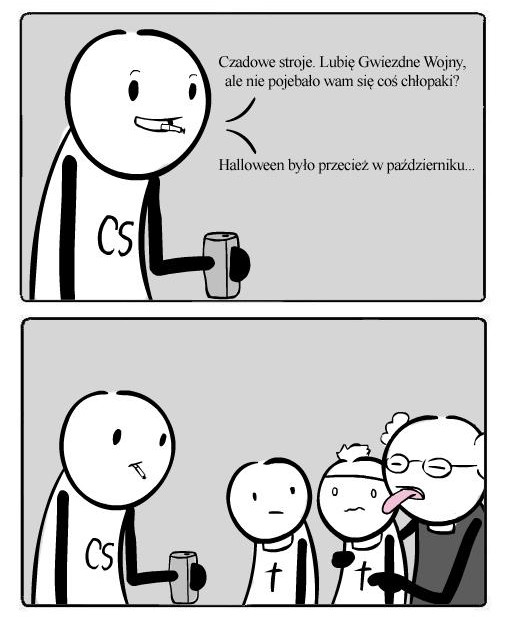 Czadowe stroje. Lubię Gwiezdne Wojny,
ale nie pojebało wam się coś chłopaki?
Halloween było przecież w październiku...
CS
CS